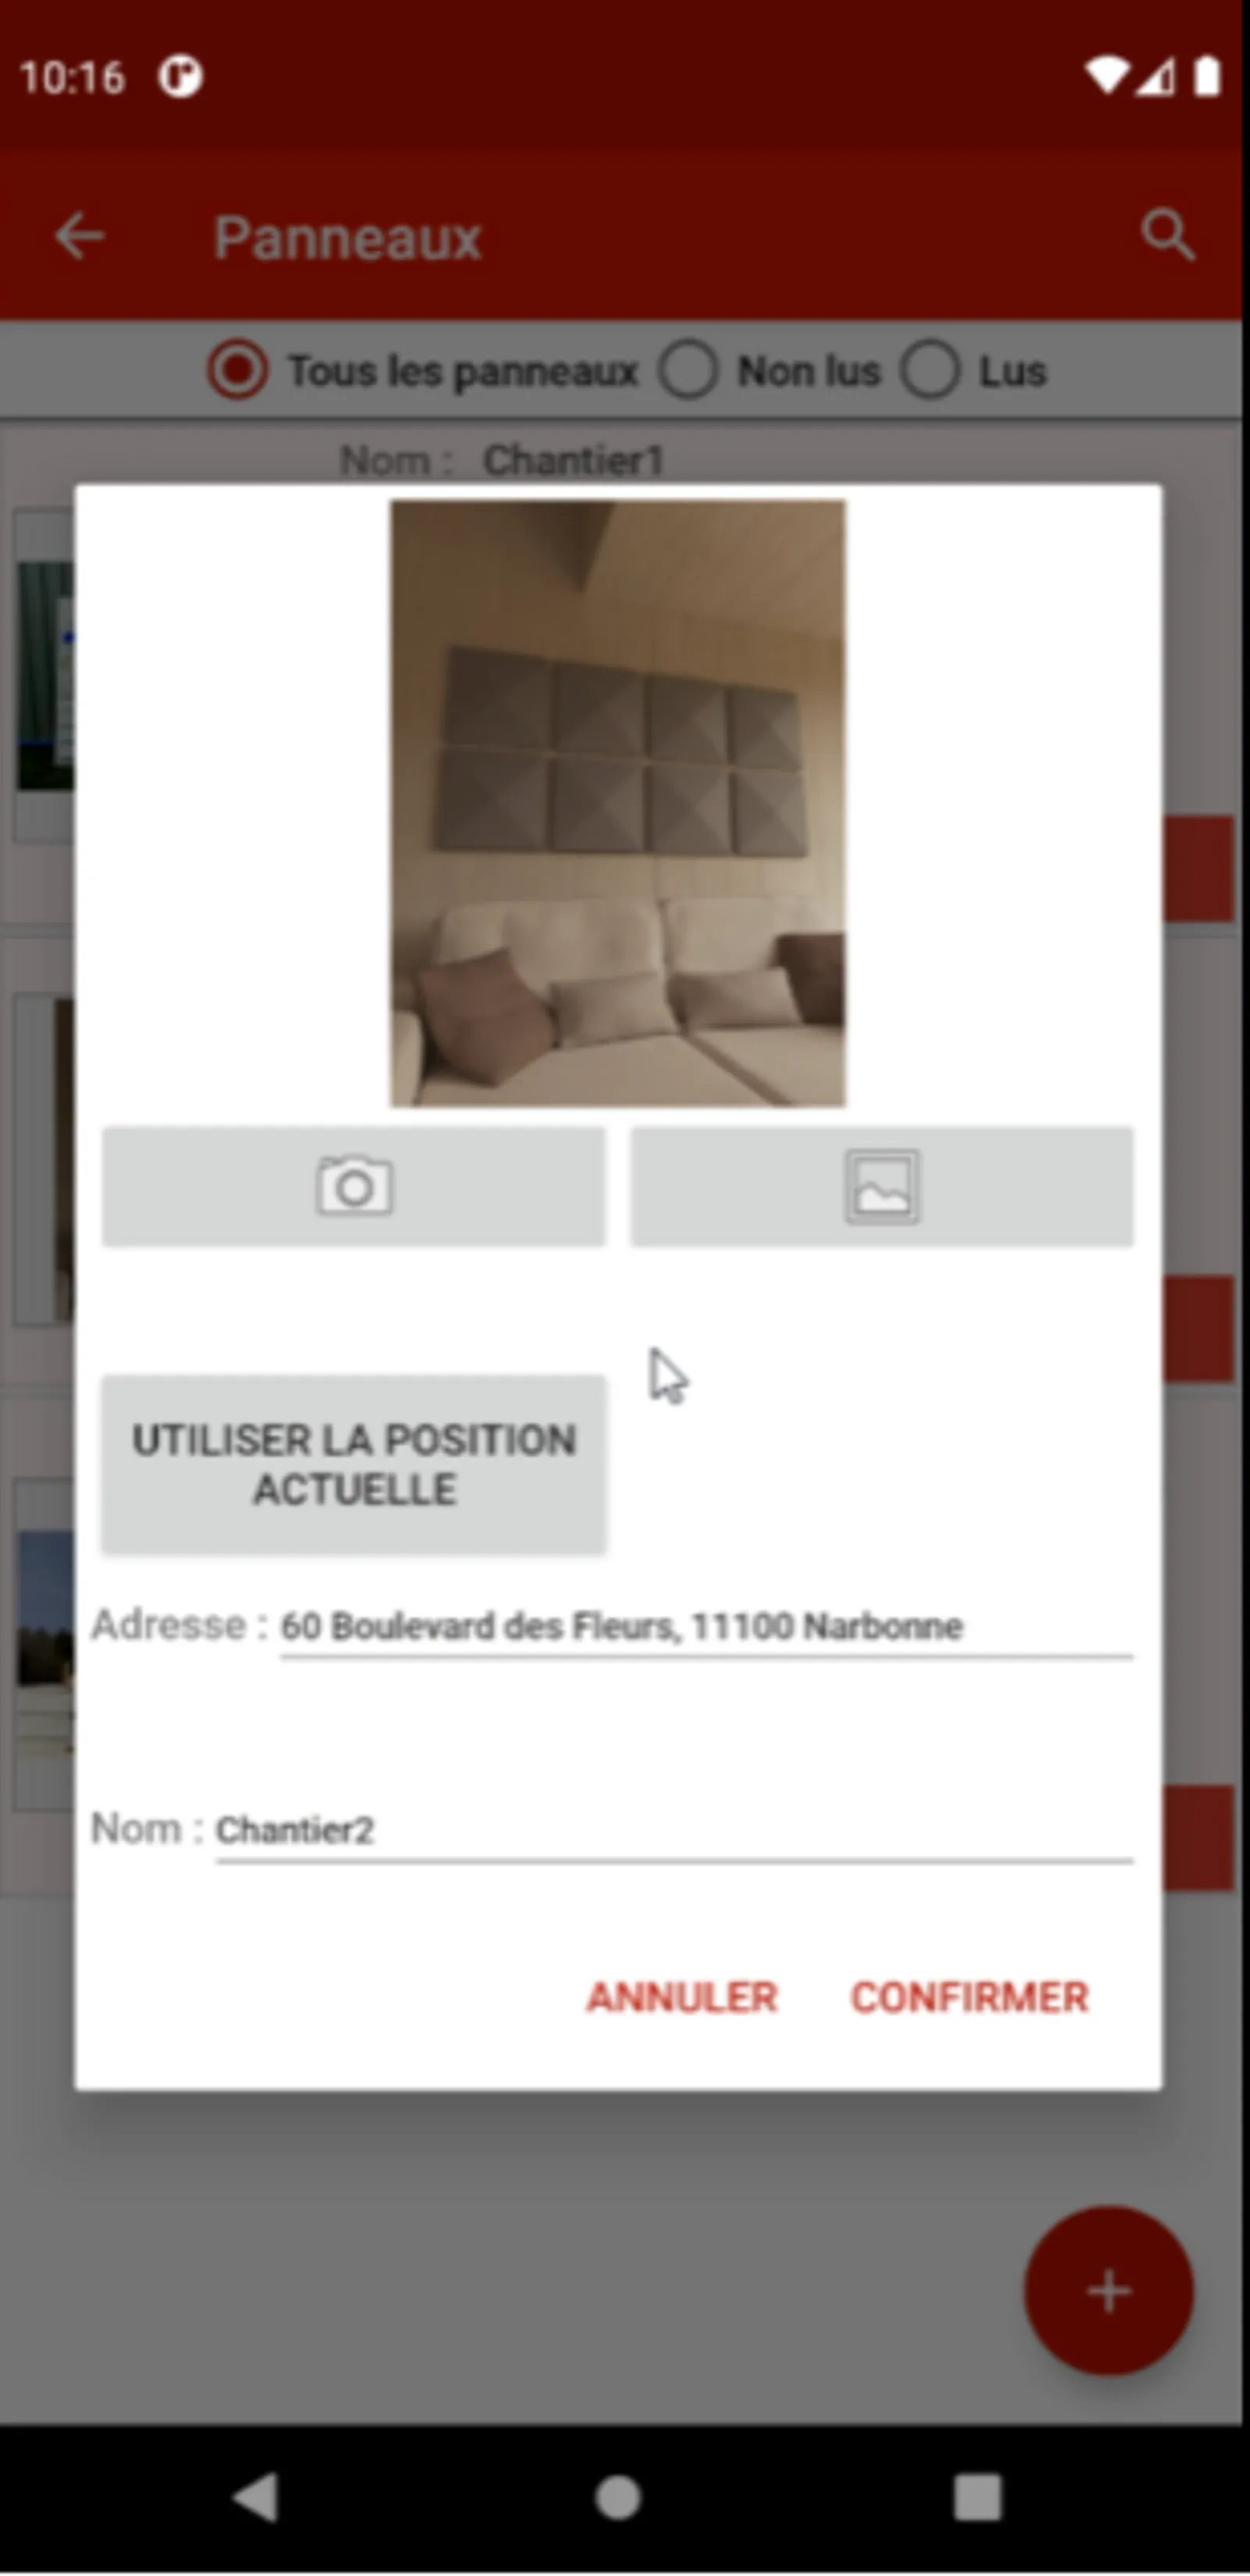 10:16
Panneaux
Tous les panneaux Non lus Lus
Nom : Chantier1
UTILISER LA POSITION
ACTUELLE
Adresse : 60 Boulevard des Fleurs, 11100 Narbonne
Nom : Chantier2
ANNULER CONFIRMER